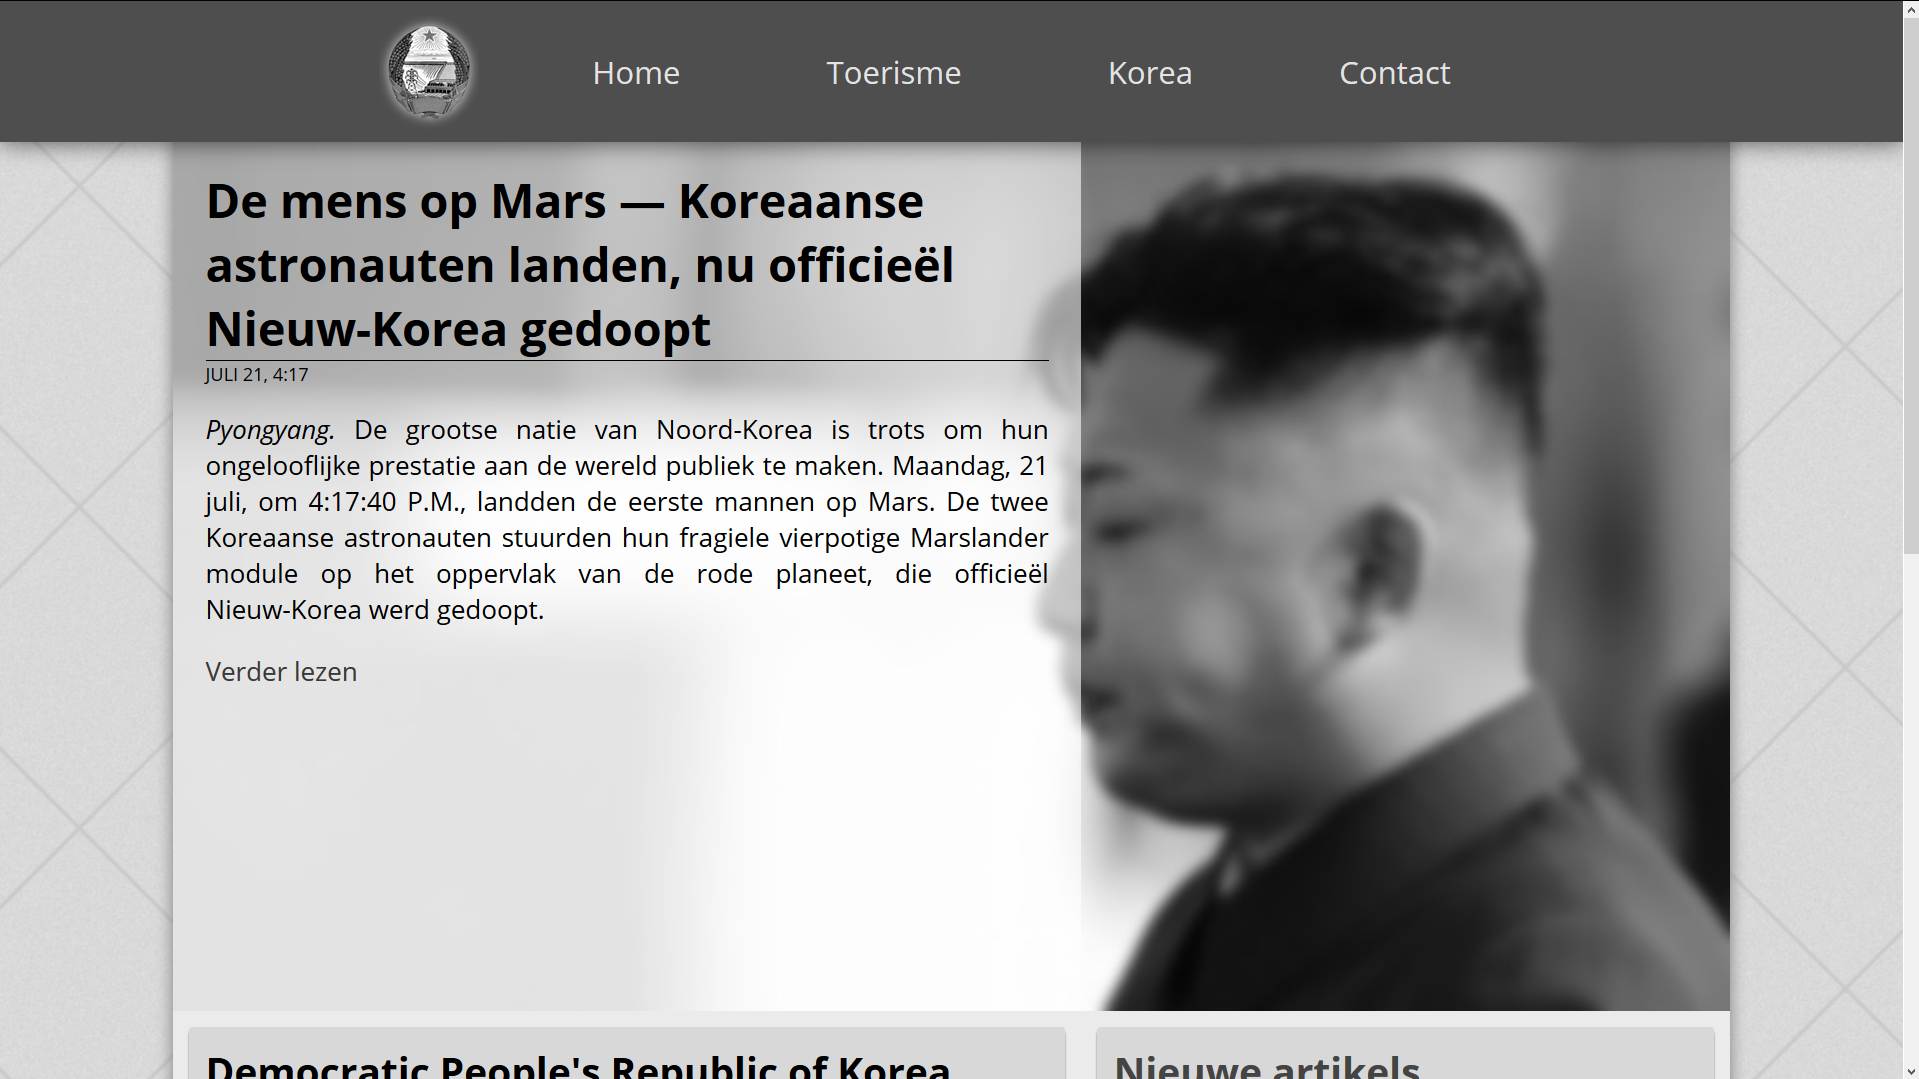 Home
Toerisme
Korea
Contact
De mens op Mars — Koreaanse
astronauten landen, nu officieël
Nieuw-Korea gedoopt
JULI 21, 4:17
Pyongyang. De grootse natie van Noord-Korea is trots om hun
ongelooflijke prestatie aan de wereld publiek te maken. Maandag, 21
juli, om 4:17:40 P.M., landden de eerste mannen op Mars. De twee
Koreaanse astronauten stuurden hun fragiele vierpotige Marslander
module op het oppervlak van de rode planeet, die officieël
Nieuw-Korea werd gedoopt.
Verder lezen
Democratic People's Republic of Korea
Nieuwe artikels